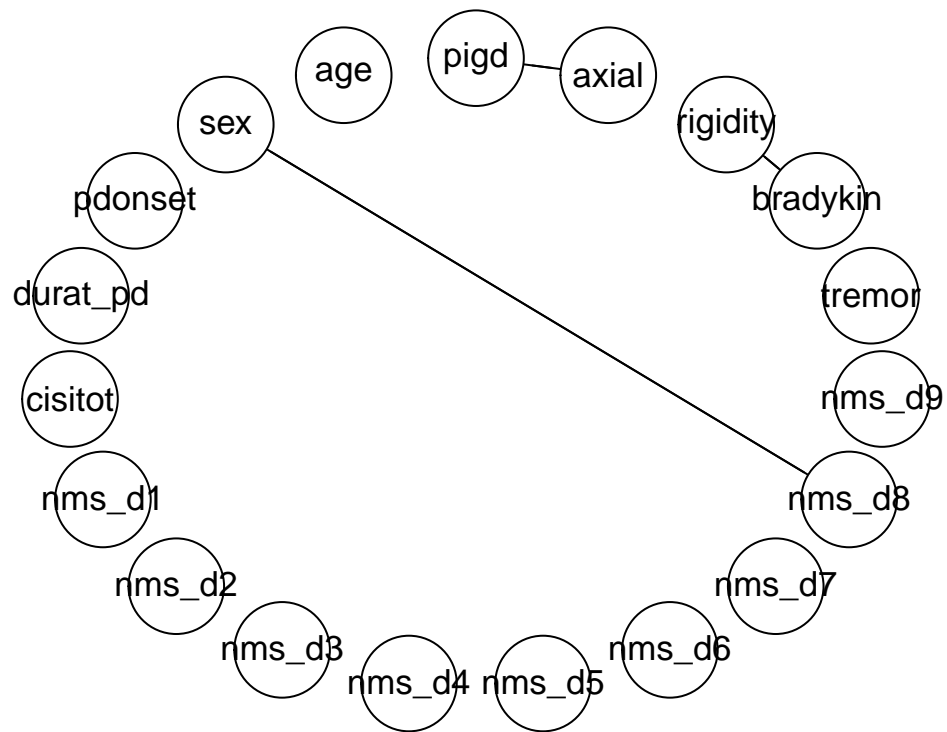 pigd
age
axial
sex
rigidity
pdonset
bradykin
durat_pd
tremor
cisitot
nms_d9
nms_d1
nms_d8
nms_d2
nms_d7
nms_d3
nms_d6
nms_d4
nms_d5